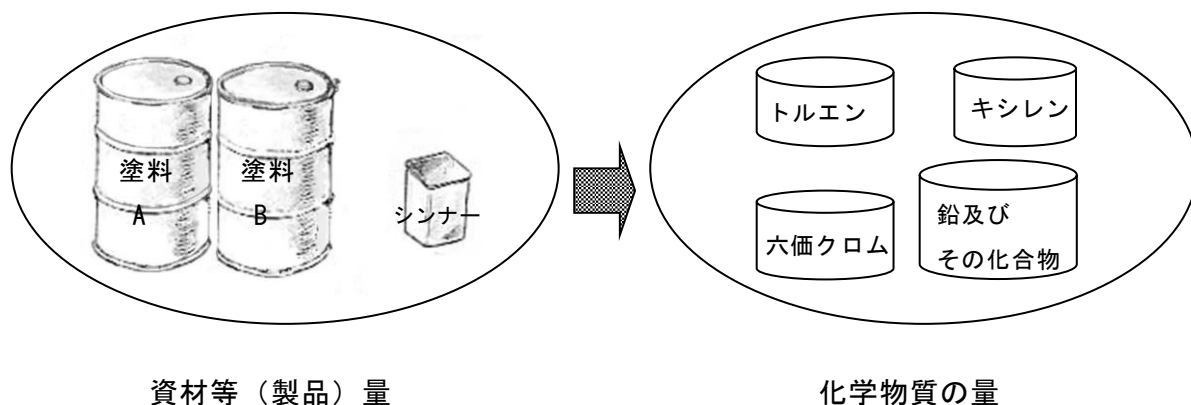 塗料
A
塗料
B
シンナー
トルエン
キシレン
六価クロム
鉛及び
その化合物
資材等（製品）量
化学物質の量